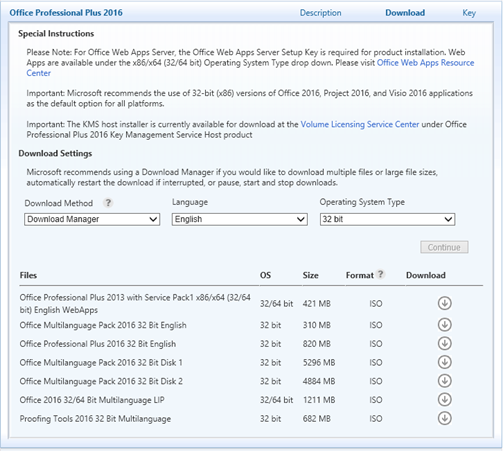 Office Professional Plus 2016 Description Download Key
Special Instructions
Please Note: For Office Web Apps Server, the Office Web Apps Server Setup Key is required for product installation. Web
Apps are available under the x86/x64 (32/64 bit) Operating System Type drop down. Please visit Office Web Apps Resource
Center
Important: Microsoft recommends the use of 32-bit (x86) versions of Office 2016, Project 2016, and Visio 2016 applications
as the default option for all platforms.
Important: The KMS host installer is currently available for download at the Volume Licensing Service Center under Office
Professional Plus 2016 Key Management Service Host product
Download Settings
Microsoft recommends using a Download Manager if you would like to download multiple files or large file sizes,
automatically restart the download if interrupted, or pause, start and stop downloads.
Download Method ? Language Operating System Type
Download Manager English 32 bit
Continue
Files OS Size Format ? Download
Office Professional Plus 2013 with Service Pack1 x86/x64 (32/64
bit) English WebApps 32/64 bit 421 MB ISO
Office Multilanguage Pack 2016 32 Bit English 32 bit 310 MB ISO
Office Professional Plus 2016 32 Bit English 32 bit 820 MB ISO
Office Multilanguage Pack 2016 32 Bit Disk 1 32 bit 5296 MB ISO
Office Multilanguage Pack 2016 32 Bit Disk 2 32 bit 4884 MB ISO
Office 2016 32/64 Bit Multilanguage LIP 32/64 bit 1211 MB ISO
Proofing Tools 2016 32 Bit Multilanguage 32 bit 682 MB ISO